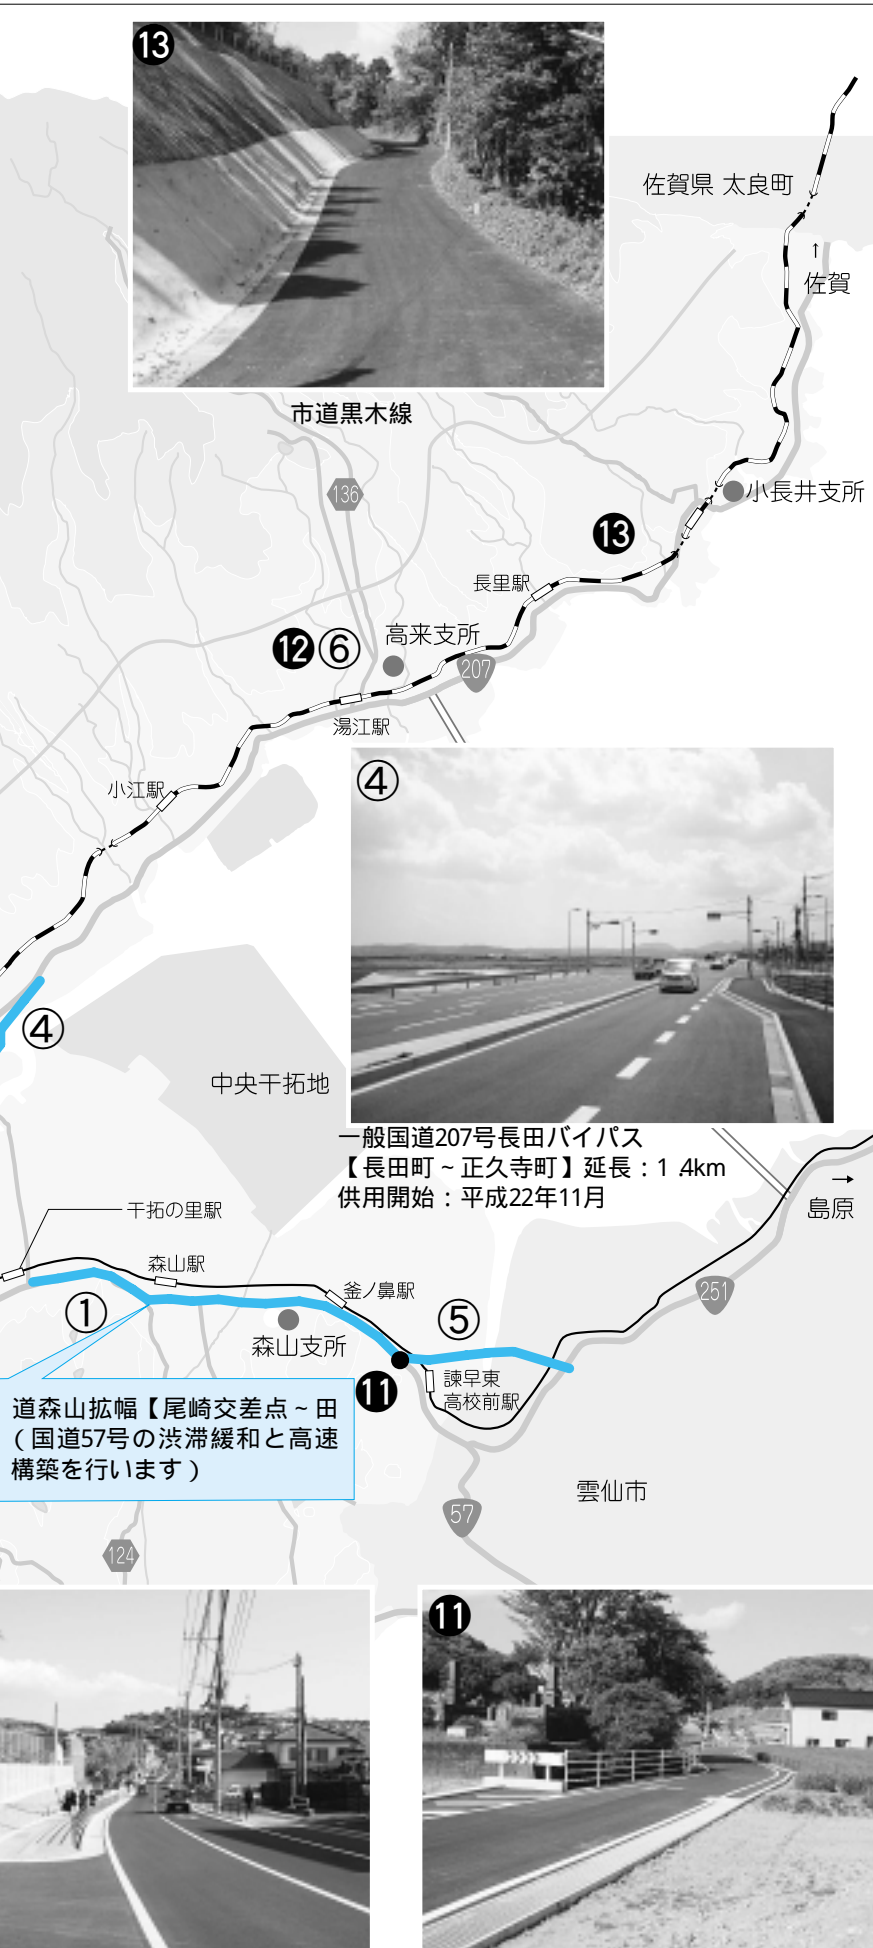 ⓭
佐賀県 太良町
↑
佐賀
市道黒木線
136
小長井支所
⓭
長里駅
高来支所
⓬⑥
207
湯江駅
小江駅
④
④
中央干拓地
一般国道207号長田バイパス
【長田町~正久寺町】延長:1.4km
供用開始:平成22年11月
→
島原
干拓の里駅
森山駅
釜ノ鼻駅
251
①
⑤
森山支所
諫早東
高校前駅
⓫
道森山拡幅【尾崎交差点~田
(国道57号の渋滞緩和と高速
構築を行います)
雲仙市
57
124
⓫